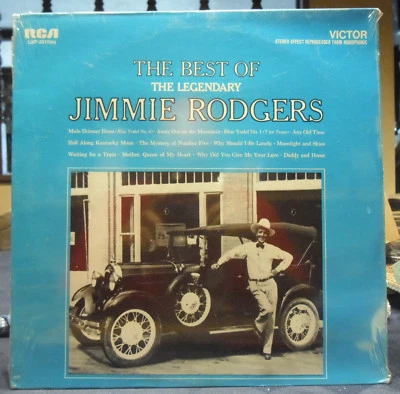 RCA
VICTOR
STEREO EFFECT REPROCESSED FROM MONOPHONIC
THE BEST OF
THE LEGENDARY
JIMMIE RODGERS
Mule Skinner Blues (Blue Yodel No. 8) · Away Out on the Mountain · Blue Yodel No. 1 (T for Texas) · Any Old Time
Roll Along Kentucky Moon · The Mystery of Number Five · Why Should I Be Lonely · Moonlight and Skies
Waiting for a Train · Mother, Queen of My Heart · Why Did You Give Me Your Love · Daddy and Home